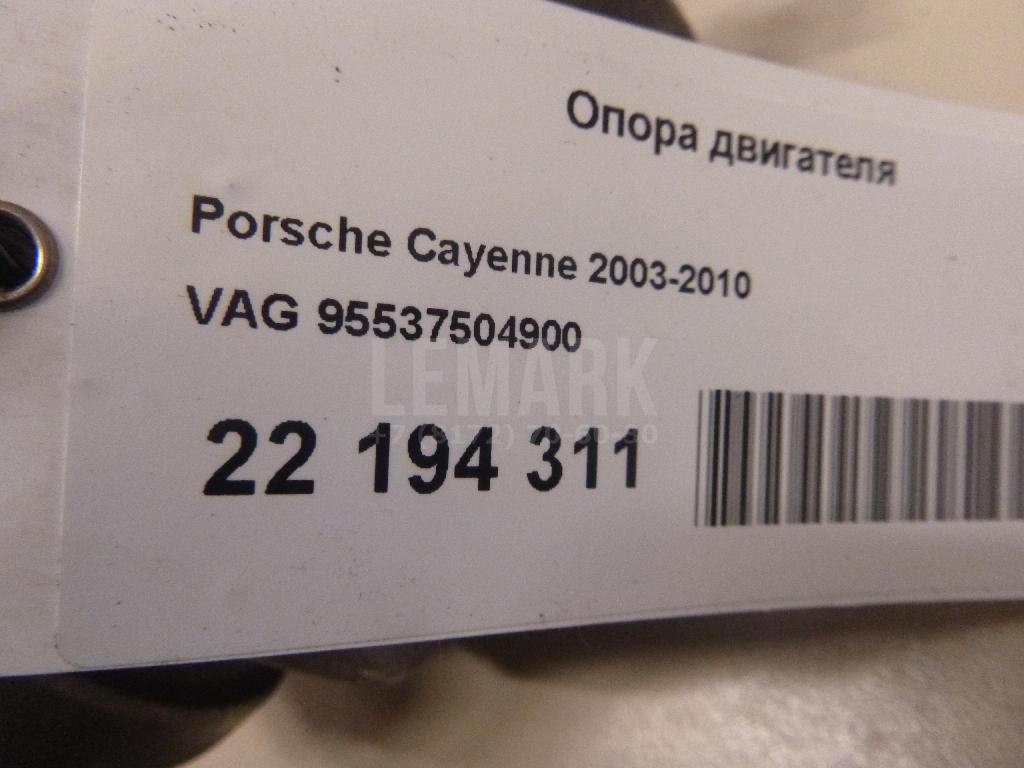 Опора двигателя
Porsche Cayenne 2003-2010
VAG 95537504900
LEMARK
22 194 311